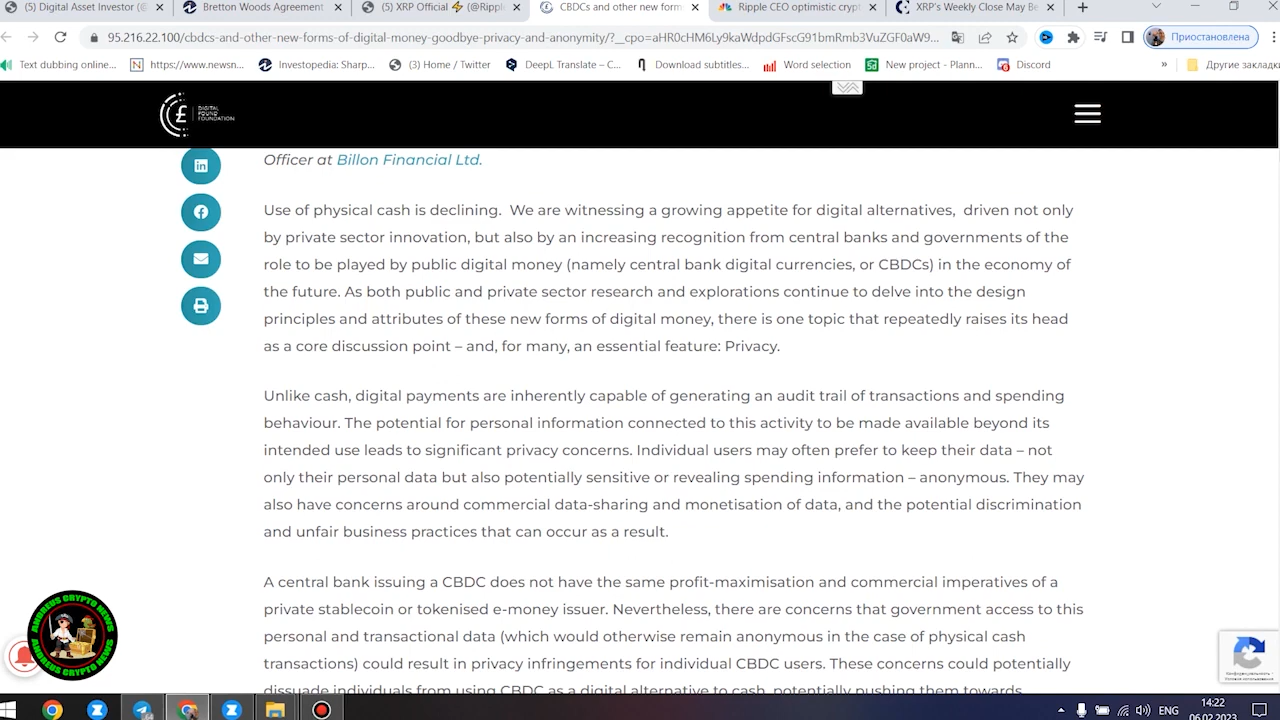 (5) Digital Asset Investor (@
Bretton Woods Agreement
(5) XRP Official ⚡ (@Rippl
CBDCs and other new form
Ripple CEO optimistic crypt
XRP's Weekly Close May Be
95.216.22.100/cbdcs-and-other-new-forms-of-digital-money-goodbye-privacy-and-anonymity/?__cpo=aHR0cHM6Ly9kaWdpdGFscG91bmRmb3VuZGF0aW9...
Приостановлена
Text dubbing online...
https://www.newsn...
Investopedia: Sharp...
(3) Home / Twitter
DeepL Translate – C...
Download subtitles...
Word selection
New project - Plann...
Discord
»
Другие закладки
DIGITAL
POUND
FOUNDATION
Officer at Billon Financial Ltd.
Use of physical cash is declining. We are witnessing a growing appetite for digital alternatives, driven not only
by private sector innovation, but also by an increasing recognition from central banks and governments of the
role to be played by public digital money (namely central bank digital currencies, or CBDCs) in the economy of
the future. As both public and private sector research and explorations continue to delve into the design
principles and attributes of these new forms of digital money, there is one topic that repeatedly raises its head
as a core discussion point – and, for many, an essential feature: Privacy.
Unlike cash, digital payments are inherently capable of generating an audit trail of transactions and spending
behaviour. The potential for personal information connected to this activity to be made available beyond its
intended use leads to significant privacy concerns. Individual users may often prefer to keep their data – not
only their personal data but also potentially sensitive or revealing spending information – anonymous. They may
also have concerns around commercial data-sharing and monetisation of data, and the potential discrimination
and unfair business practices that can occur as a result.
A central bank issuing a CBDC does not have the same profit-maximisation and commercial imperatives of a
private stablecoin or tokenised e-money issuer. Nevertheless, there are concerns that government access to this
personal and transactional data (which would otherwise remain anonymous in the case of physical cash
transactions) could result in privacy infringements for individual CBDC users. These concerns could potentially
dissuade individuals from using CBDC
ANDREUS CRYPTO NEWS
ANDREUS CRYPTO NEWS
ENG
14:22
06.02.2023